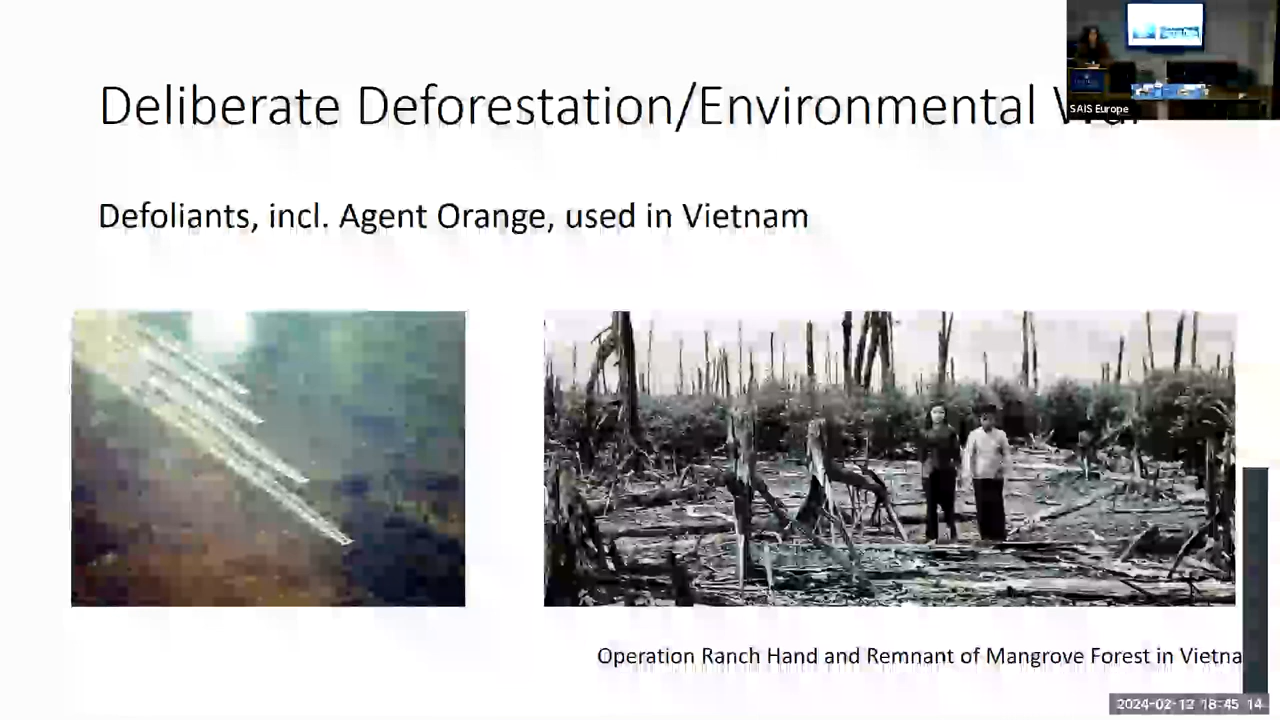 Deliberate Deforestation/Environmental
SAIS Europe
Defoliants, incl. Agent Orange, used in Vietnam
Operation Ranch Hand and Remnant of Mangrove Forest in Vietna
2024-02-12 18:45 14